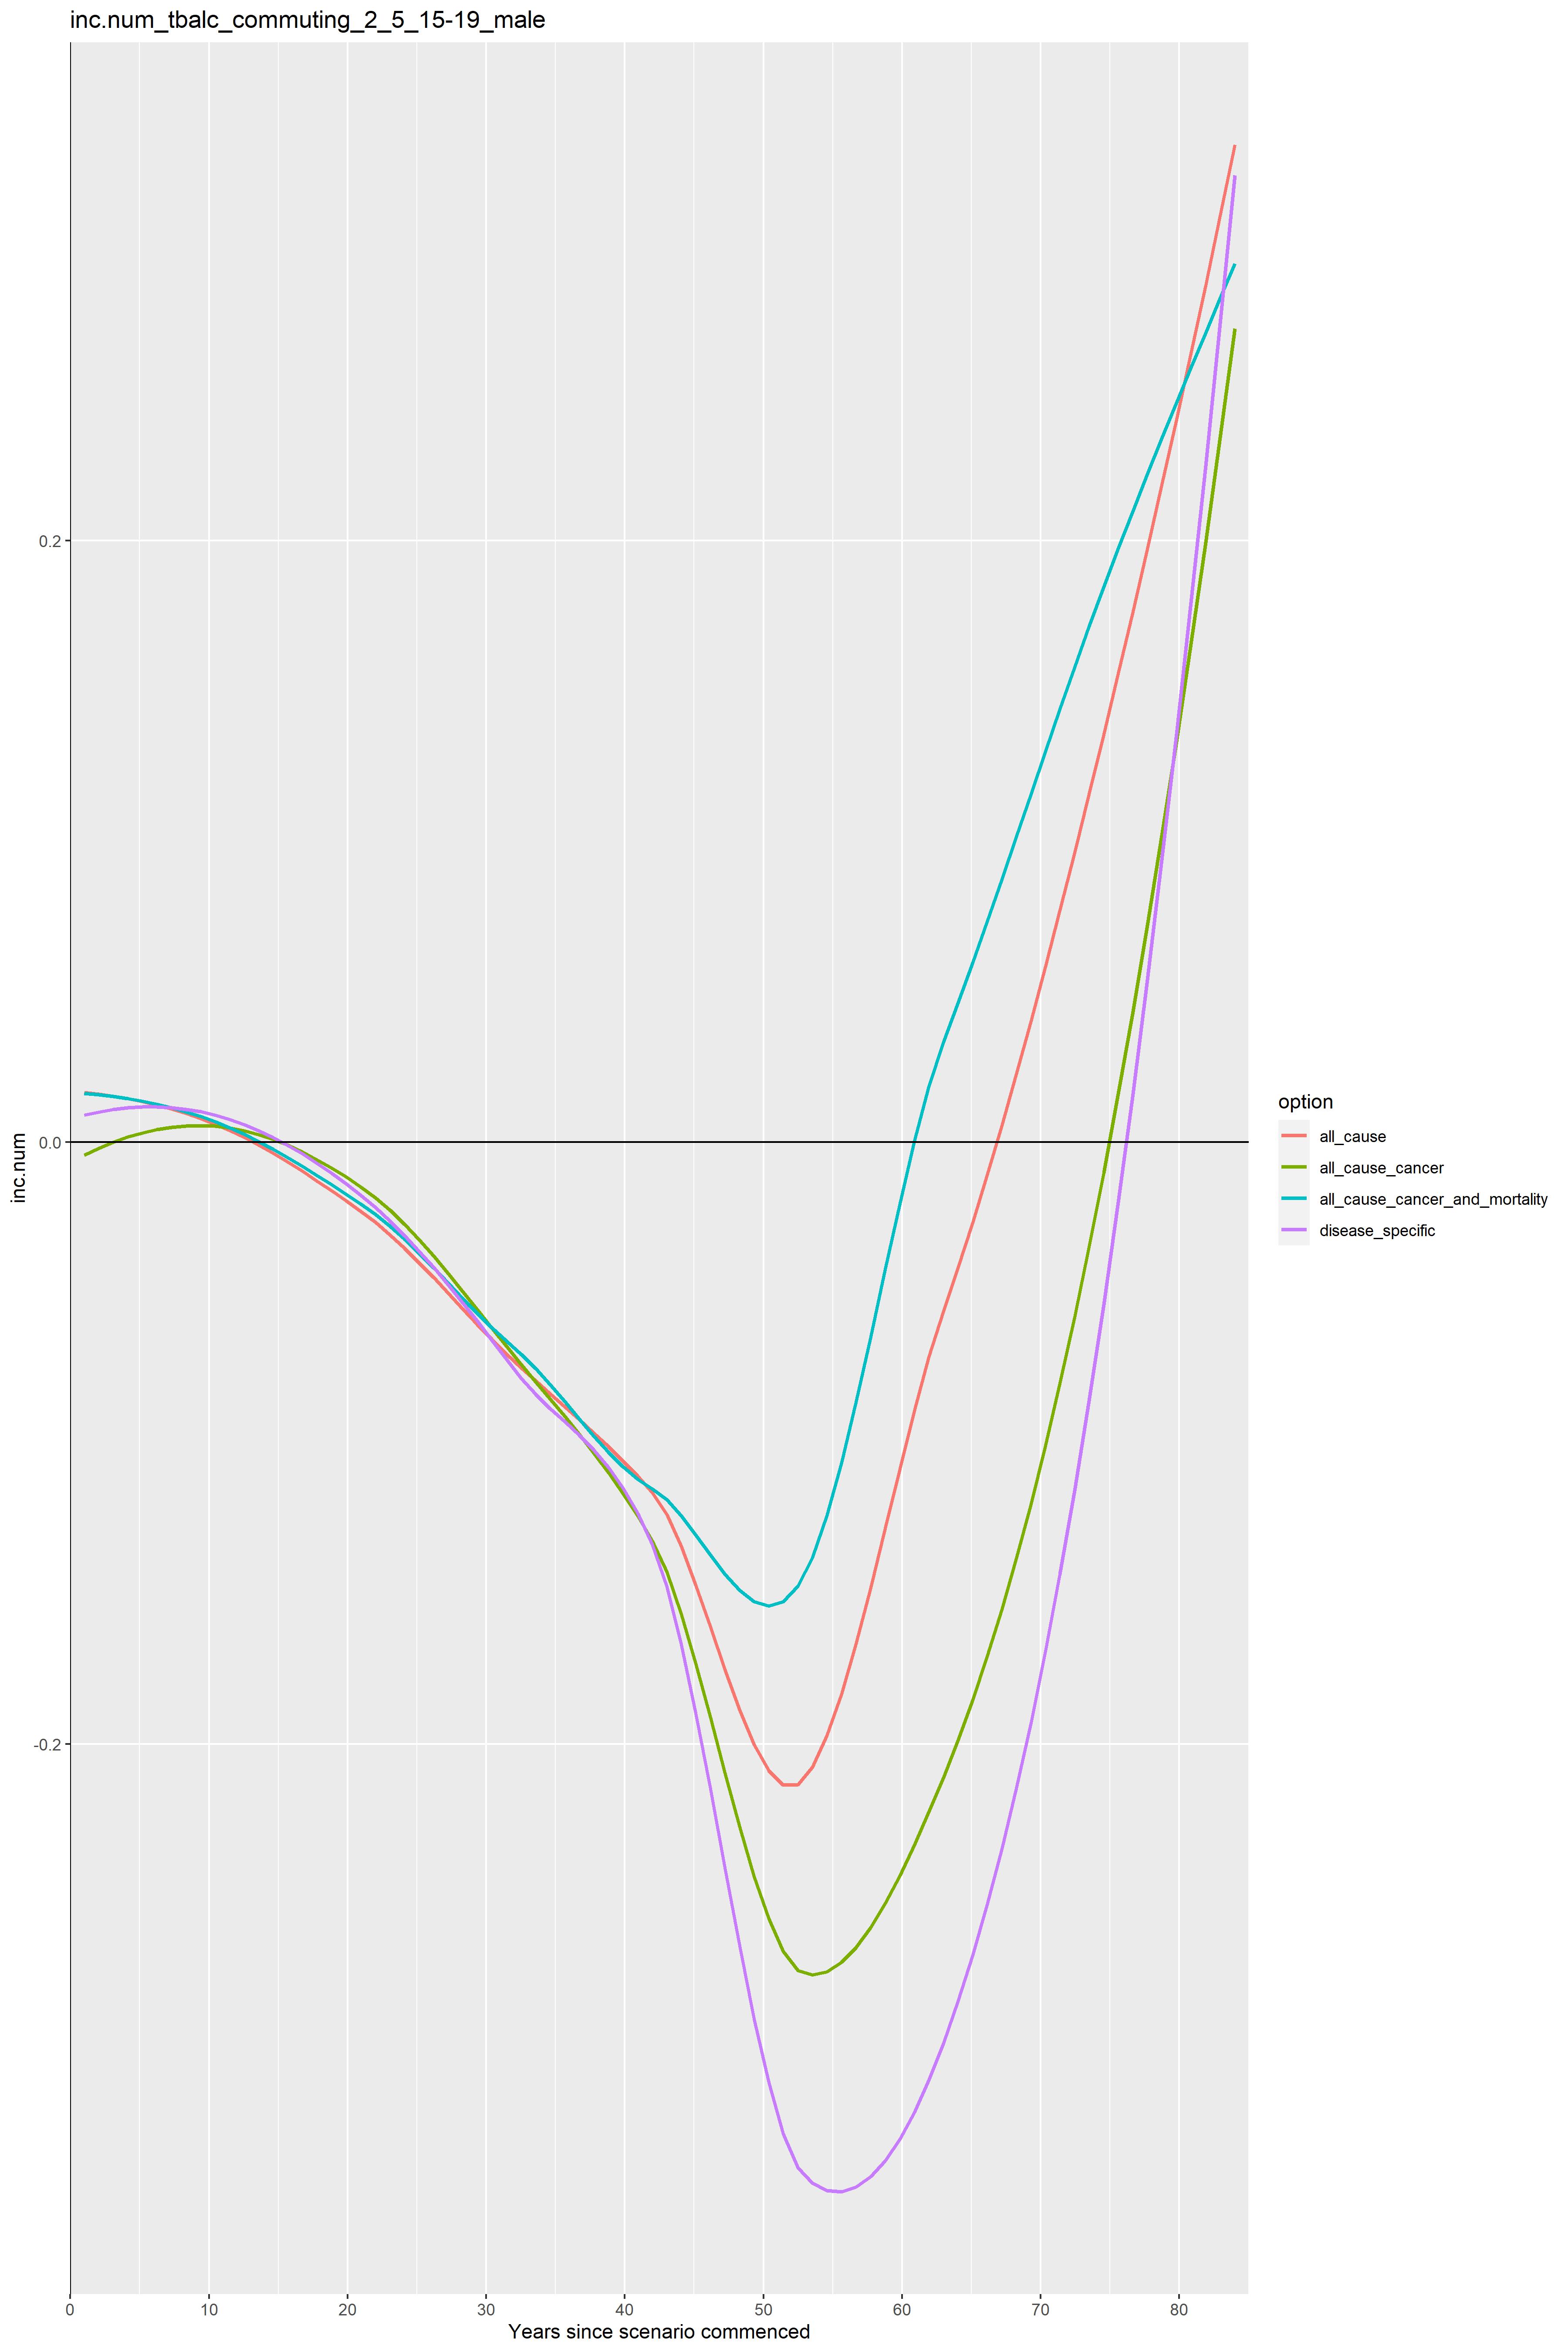 inc.num_tbalc_commuting_2_5_15-19_male
0.2
0.0
-0.2
inc.num
0 10 20 30 40 50 60 70 80
Years since scenario commenced
option
all_cause
all_cause_cancer
all_cause_cancer_and_mortality
disease_specific